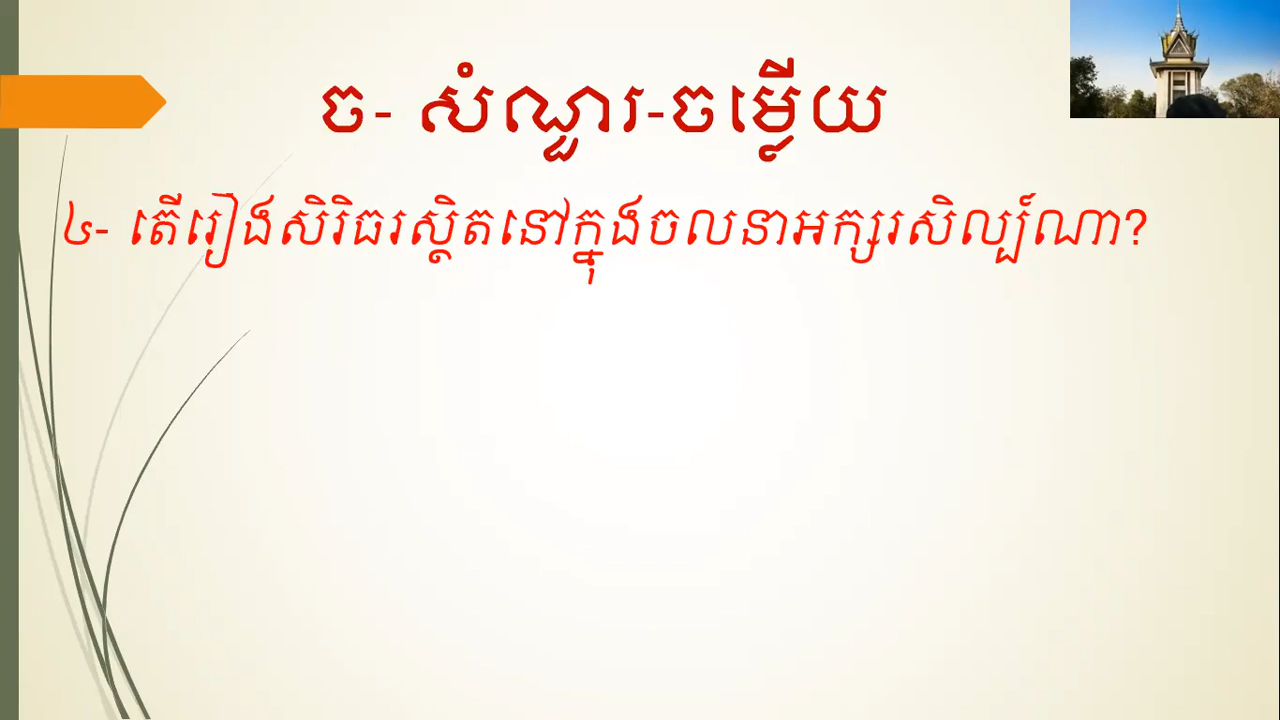 ច- សំណួរ-ចម្លើយ
៤- តើរឿងសិរិធរស្ថិតនៅក្នុងចលនាអក្សរសិល្ប៍ណា?